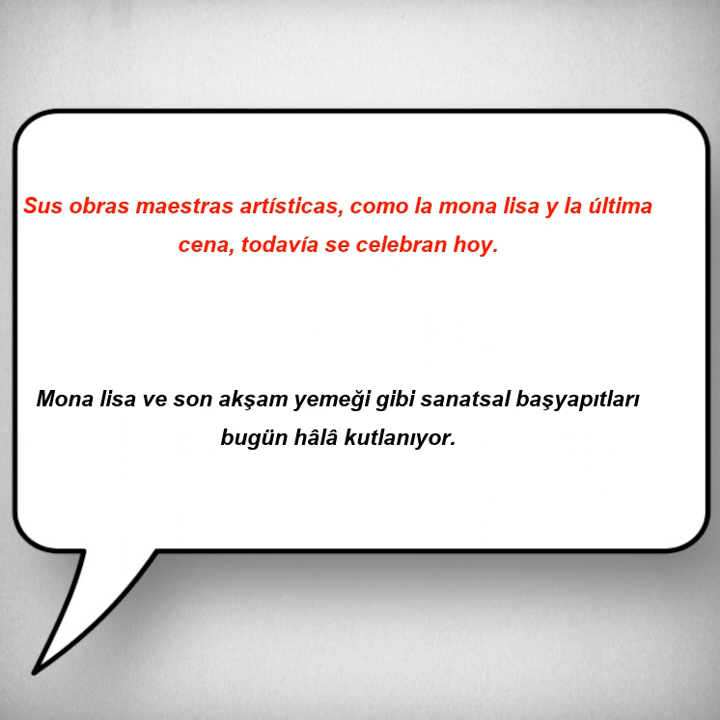 Sus obras maestras artísticas, como la mona lisa y la última
cena, todavía se celebran hoy.
Mona lisa ve son akşam yemeği gibi sanatsal başyapıtları
bugün hâlâ kutlanıyor.